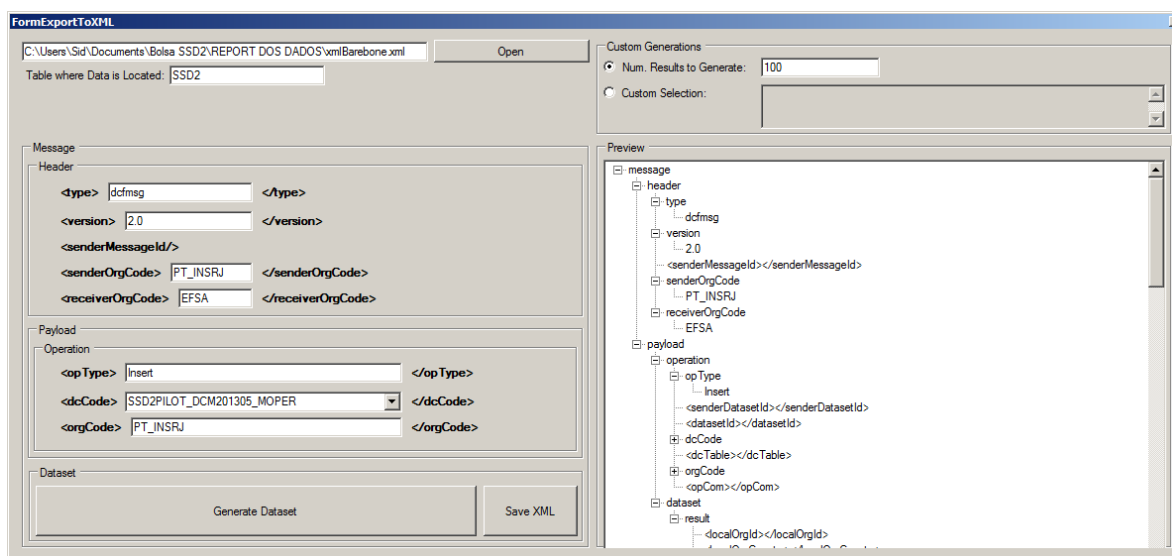 FormExportToXML
C:\Users\Sid\Documents\Bolsa SSD2\REPORT DOS DADOS\xmlBarebone.xml
Open
Table where Data is Located: SSD2
Custom Generations
Num. Results to Generate: 100
Custom Selection:
Message
Header
<type> dcfmsg </type>
<version> 2.0 </version>
<senderMessageId/>
<senderOrgCode> PT_INSRJ </senderOrgCode>
<receiverOrgCode> EFSA </receiverOrgCode>
Payload
Operation
<opType> Insert </opType>
<dcCode> SSD2PILOT_DCM201305_MOPER </dcCode>
<orgCode> PT_INSRJ </orgCode>
Dataset
Generate Dataset
Save XML
Preview
message
header
type
dcfmsg
version
2.0
<senderMessageId></senderMessageId>
senderOrgCode
PT_INSRJ
receiverOrgCode
EFSA
payload
operation
opType
Insert
<senderDatasetId></senderDatasetId>
<datasetId></datasetId>
dcCode
<dcTable></dcTable>
orgCode
<opCom></opCom>
dataset
result
<localOrgId></localOrgId>